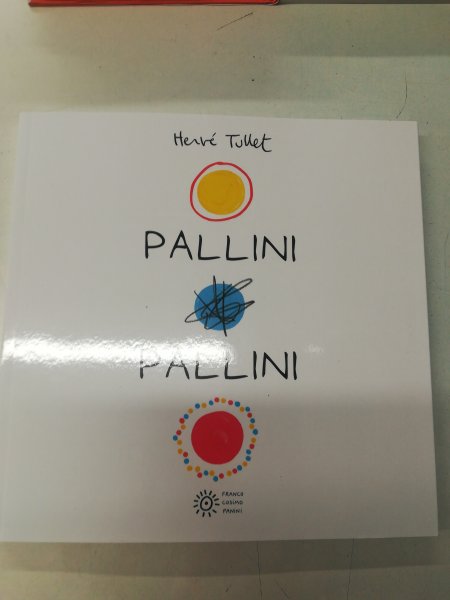 Hervé Tullet
PALLINI
PALLINI
FRANCO
COSIMO
PANINI